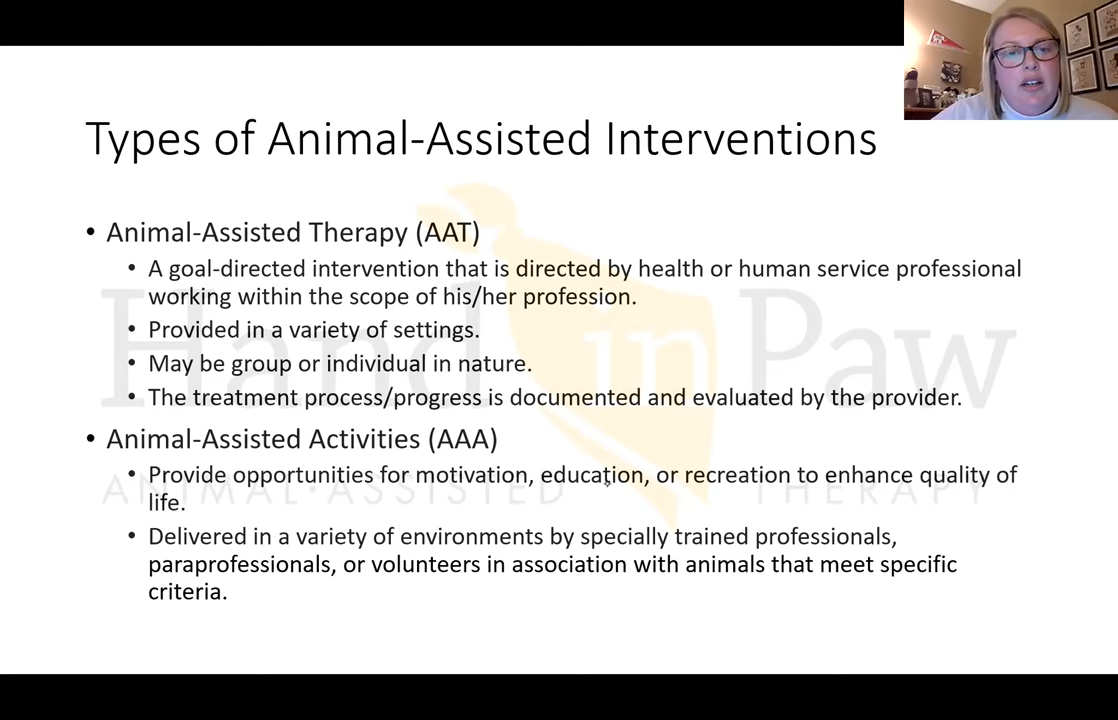 Types of Animal-Assisted Interventions
• Animal-Assisted Therapy (AAT)
• A goal-directed intervention that is directed by health or human service professional
working within the scope of his/her profession.
• Provided in a variety of settings.
• May be group or individual in nature.
• The treatment process/progress is documented and evaluated by the provider.
• Animal-Assisted Activities (AAA)
• Provide opportunities for motivation, education, or recreation to enhance quality of
life.
• Delivered in a variety of environments by specially trained professionals,
paraprofessionals, or volunteers in association with animals that meet specific
criteria.
Hand in Paw
ANIMAL·ASSISTED THERAPY